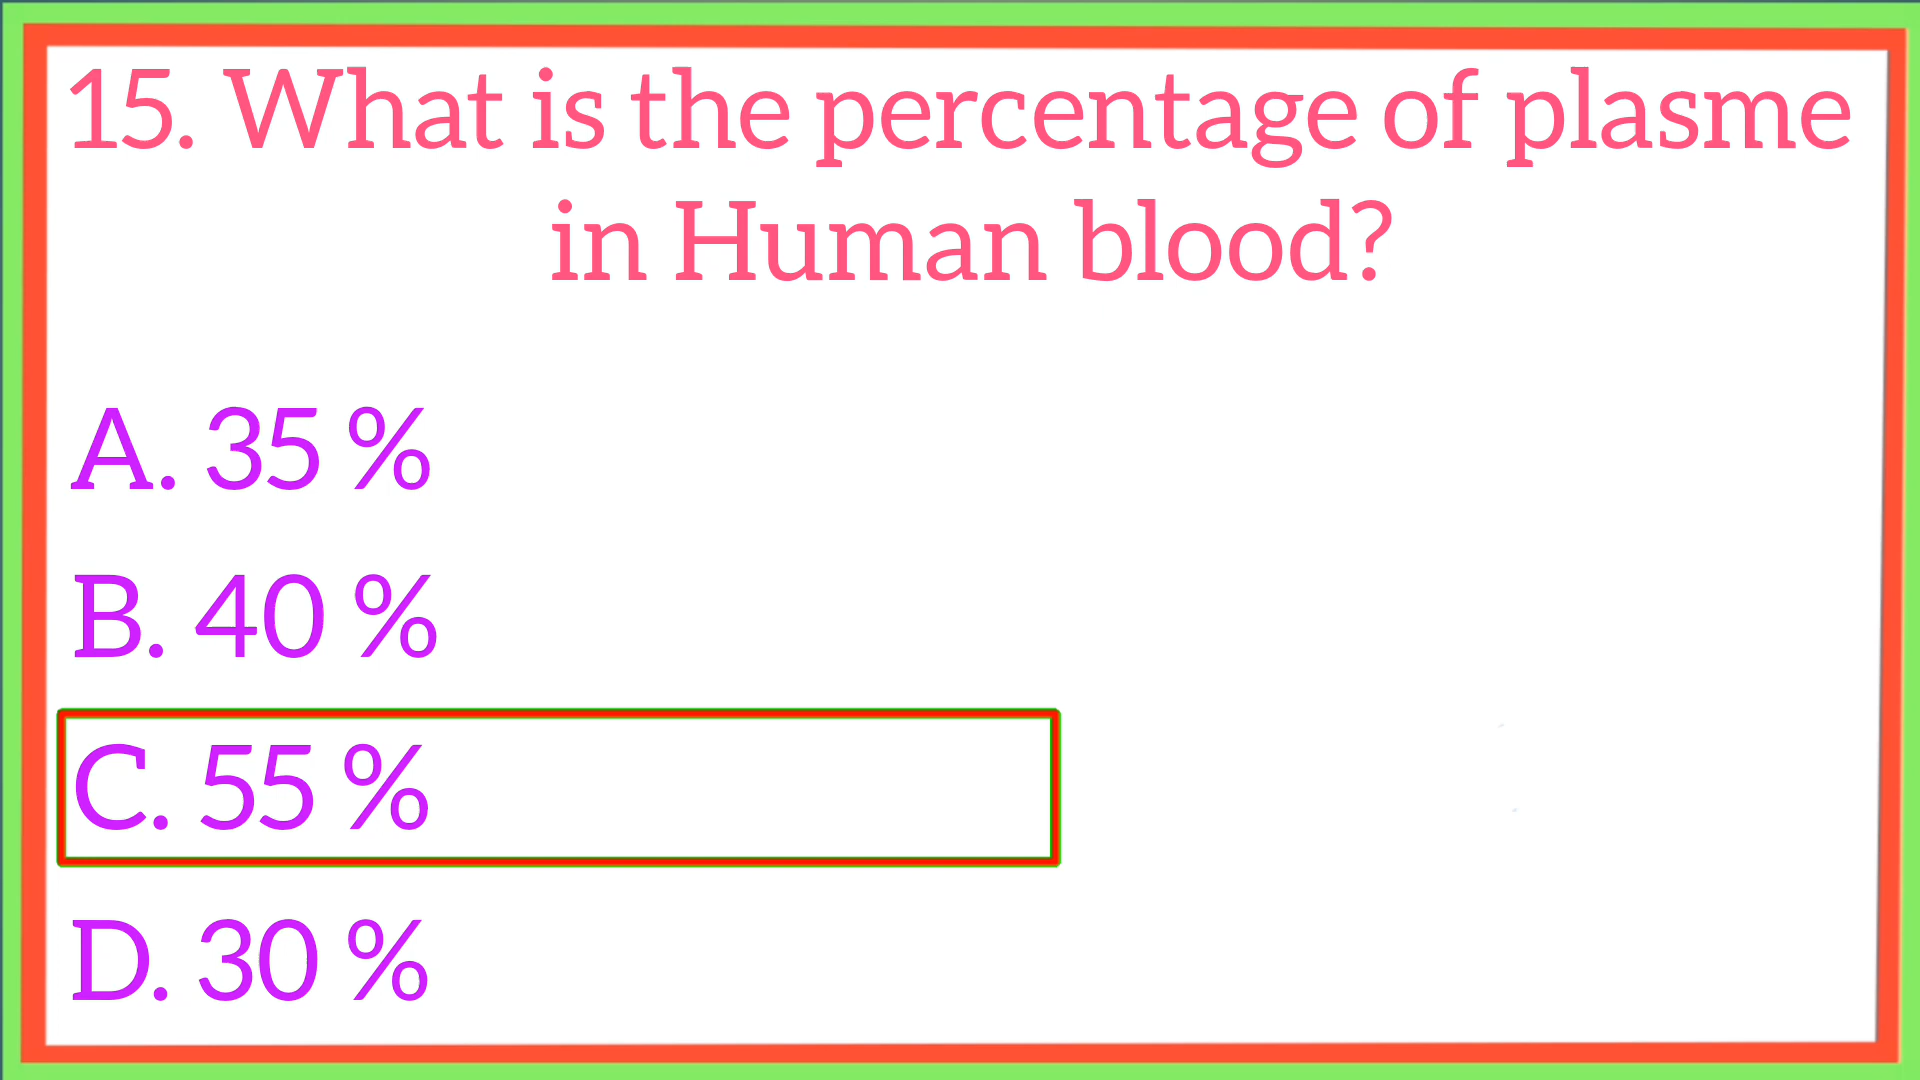 15. What is the percentage of plasme
in Human blood?
A. 35 %
B. 40 %
C. 55 %
D. 30 %